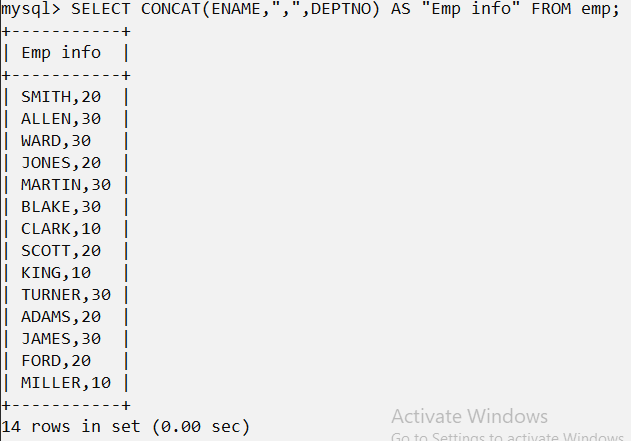 mysql> SELECT CONCAT(ENAME,",",DEPTNO) AS "Emp info" FROM emp;
+-----------+
| Emp info  |
+-----------+
| SMITH,20  |
| ALLEN,30  |
| WARD,30   |
| JONES,20  |
| MARTIN,30 |
| BLAKE,30  |
| CLARK,10  |
| SCOTT,20  |
| KING,10   |
| TURNER,30 |
| ADAMS,20  |
| JAMES,30  |
| FORD,20   |
| MILLER,10 |
+-----------+
14 rows in set (0.00 sec)
Activate Windows
Go to Settings to activate Windows